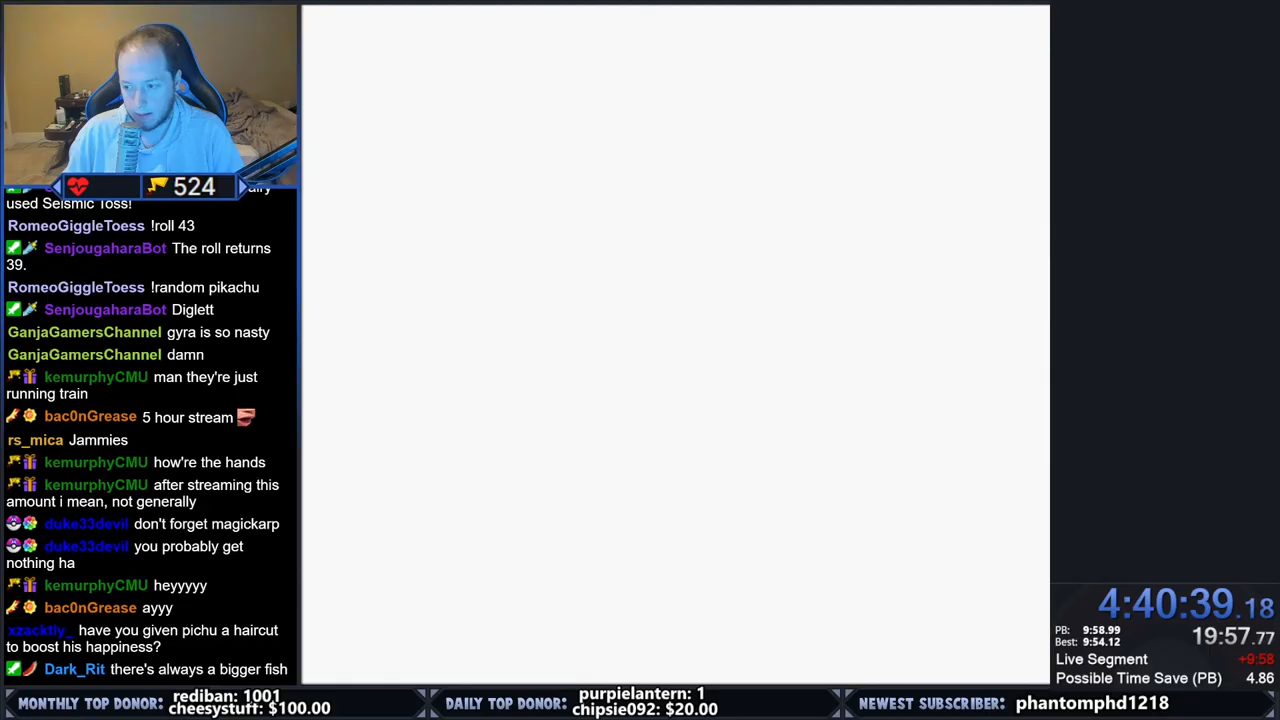 524
used Seismic Toss!
RomeoGiggleToess !roll 43
SenjougaharaBot The roll returns
39.
RomeoGiggleToess !random pikachu
SenjougaharaBot Diglett
GanjaGamersChannel gyra is so nasty
GanjaGamersChannel damn
kemurphyCMU man they're just
running train
bac0nGrease 5 hour stream
rs_mica Jammies
kemurphyCMU how're the hands
kemurphyCMU after streaming this
amount i mean, not generally
duke33devil don't forget magickarp
duke33devil you probably get
nothing ha
kemurphyCMU heyyyyy
bac0nGrease ayyy
xzacktly_ have you given pichu a haircut
to boost his happiness?
Dark_Rit there's always a bigger fish
4:40:39.18
PB: 9:58.99
Best: 9:54.12
19:57.77
Live Segment +9:58
Possible Time Save (PB) 4.86
MONTHLY TOP DONOR: rediban: 1001
cheesystuff: $100.00
DAILY TOP DONOR: purpielantern: 1
chipsie092: $20.00
NEWEST SUBSCRIBER: phantomphd1218